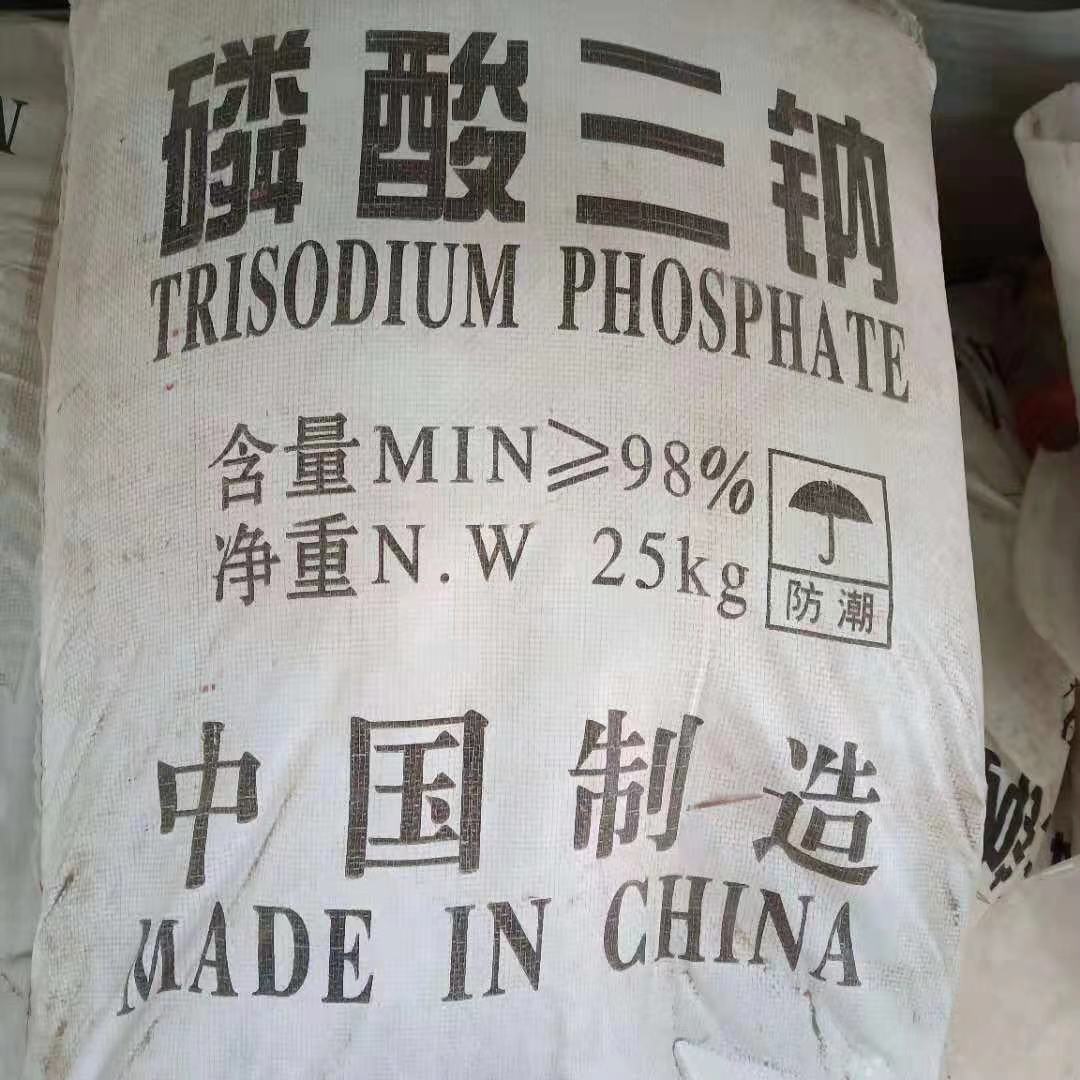 磷酸三钠
TRISODIUM PHOSPHATE
含量MIN≥98%
净重N.W 25kg
防潮
中国制造
MADE IN CHINA